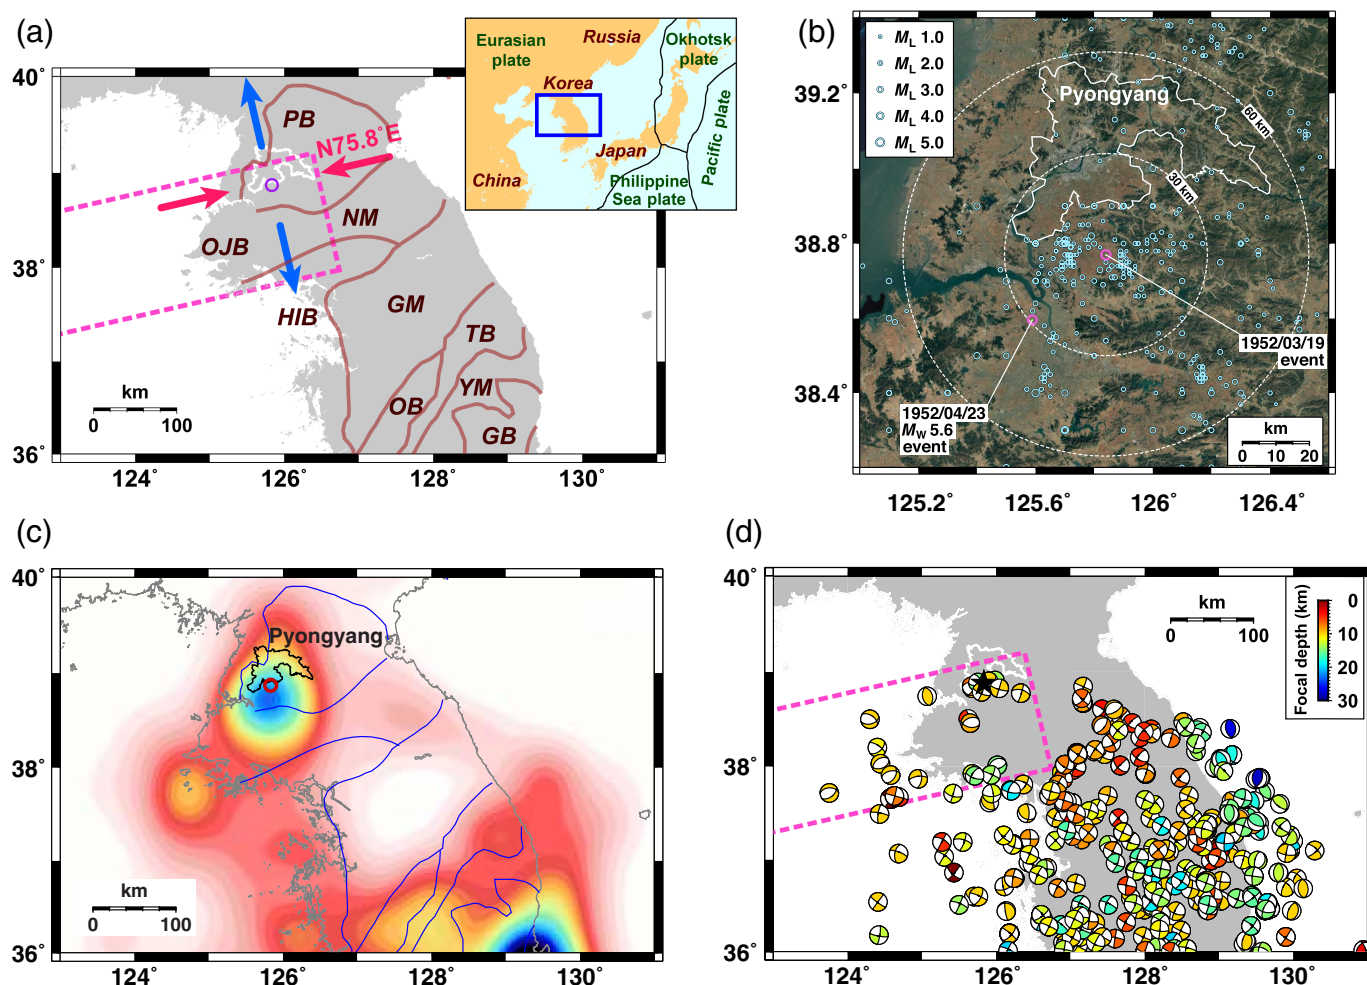 (a)
Eurasian
plate
Russia
Okhotsk
plate
Korea
Japan
China
Pacific plate
Philippine
Sea plate
40°
38°
36°
PB
N75.8°E
NM
OJB
HIB
GM
TB
YM
OB
GB
km
0 100
124 126 128 130
(b)
ML 1.0
ML 2.0
ML 3.0
ML 4.0
ML 5.0
39.2°
38.8°
38.4°
Pyongyang
60 km
30 km
1952/03/19
event
1952/04/23
MW 5.6
event
km
0 10 20
125.2° 125.6° 126° 126.4°
(c)
40°
38°
36°
Pyongyang
km
0 100
124 126 128 130
(d)
40°
38°
36°
km
0 100
Focal depth (km)
0
10
20
30
124 126 128 130